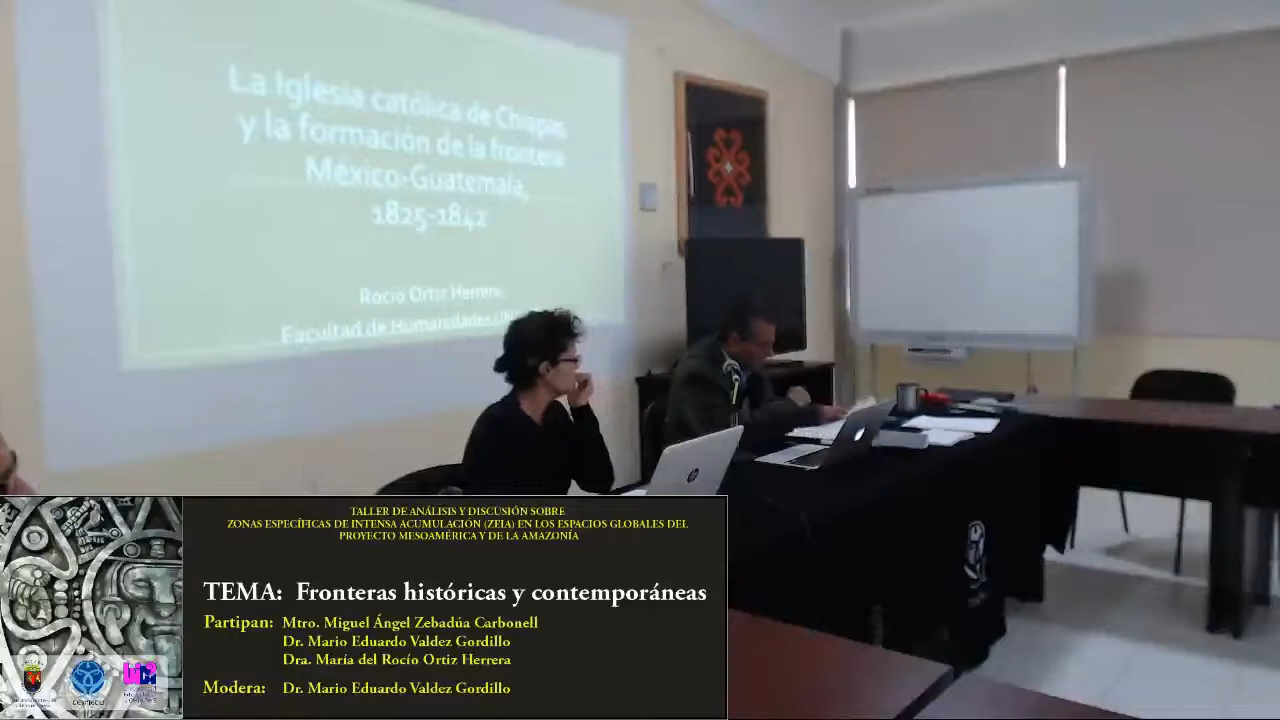 La Iglesia católica de Chiapas
y la formación de la frontera
México-Guatemala,
1825-1842
Rocío Ortiz Herrera
Facultad de Humanidades
hp
TALLER DE ANÁLISIS Y DISCUSIÓN SOBRE
ZONAS ESPECÍFICAS DE INTENSA ACUMULACIÓN (ZEIA) EN LOS ESPACIOS GLOBALES DEL
PROYECTO MESOAMÉRICA Y DE LA AMAZONÍA
TEMA: Fronteras históricas y contemporáneas
Partipan: Mtro. Miguel Ángel Zebadúa Carbonell
Dr. Mario Eduardo Valdez Gordillo
Dra. María del Rocío Ortiz Herrera
Modera: Dr. Mario Eduardo Valdez Gordillo